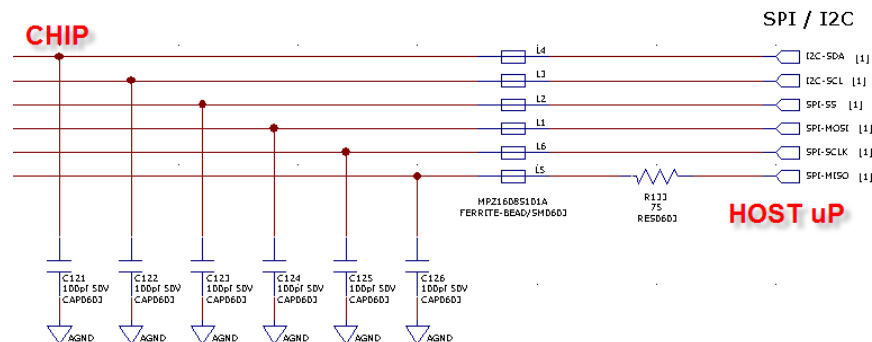 SPI / I2C
CHIP
L4
I2C-SDA [1]
L3
I2C-SCL [1]
L2
SPI-SS [1]
L1
SPI-MOSI [1]
L6
SPI-SCLK [1]
L5
SPI-MISO [1]
MPZ1608S101A
FERRITE-BEAD/SMD603
R133
75
RES0603
HOST uP
C121
100pf 50V
CAP0603
C122
100pf 50V
CAP0603
C123
100pf 50V
CAP0603
C124
100pf 50V
CAP0603
C125
100pf 50V
CAP0603
C126
100pf 50V
CAP0603
AGND
AGND
AGND
AGND
AGND
AGND